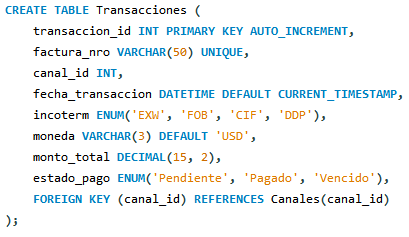 CREATE TABLE Transacciones (
    transaccion_id INT PRIMARY KEY AUTO_INCREMENT,
    factura_nro VARCHAR(50) UNIQUE,
    canal_id INT,
    fecha_transaccion DATETIME DEFAULT CURRENT_TIMESTAMP,
    incoterm ENUM('EXW', 'FOB', 'CIF', 'DDP'),
    moneda VARCHAR(3) DEFAULT 'USD',
    monto_total DECIMAL(15, 2),
    estado_pago ENUM('Pendiente', 'Pagado', 'Vencido'),
    FOREIGN KEY (canal_id) REFERENCES Canales(canal_id)
);